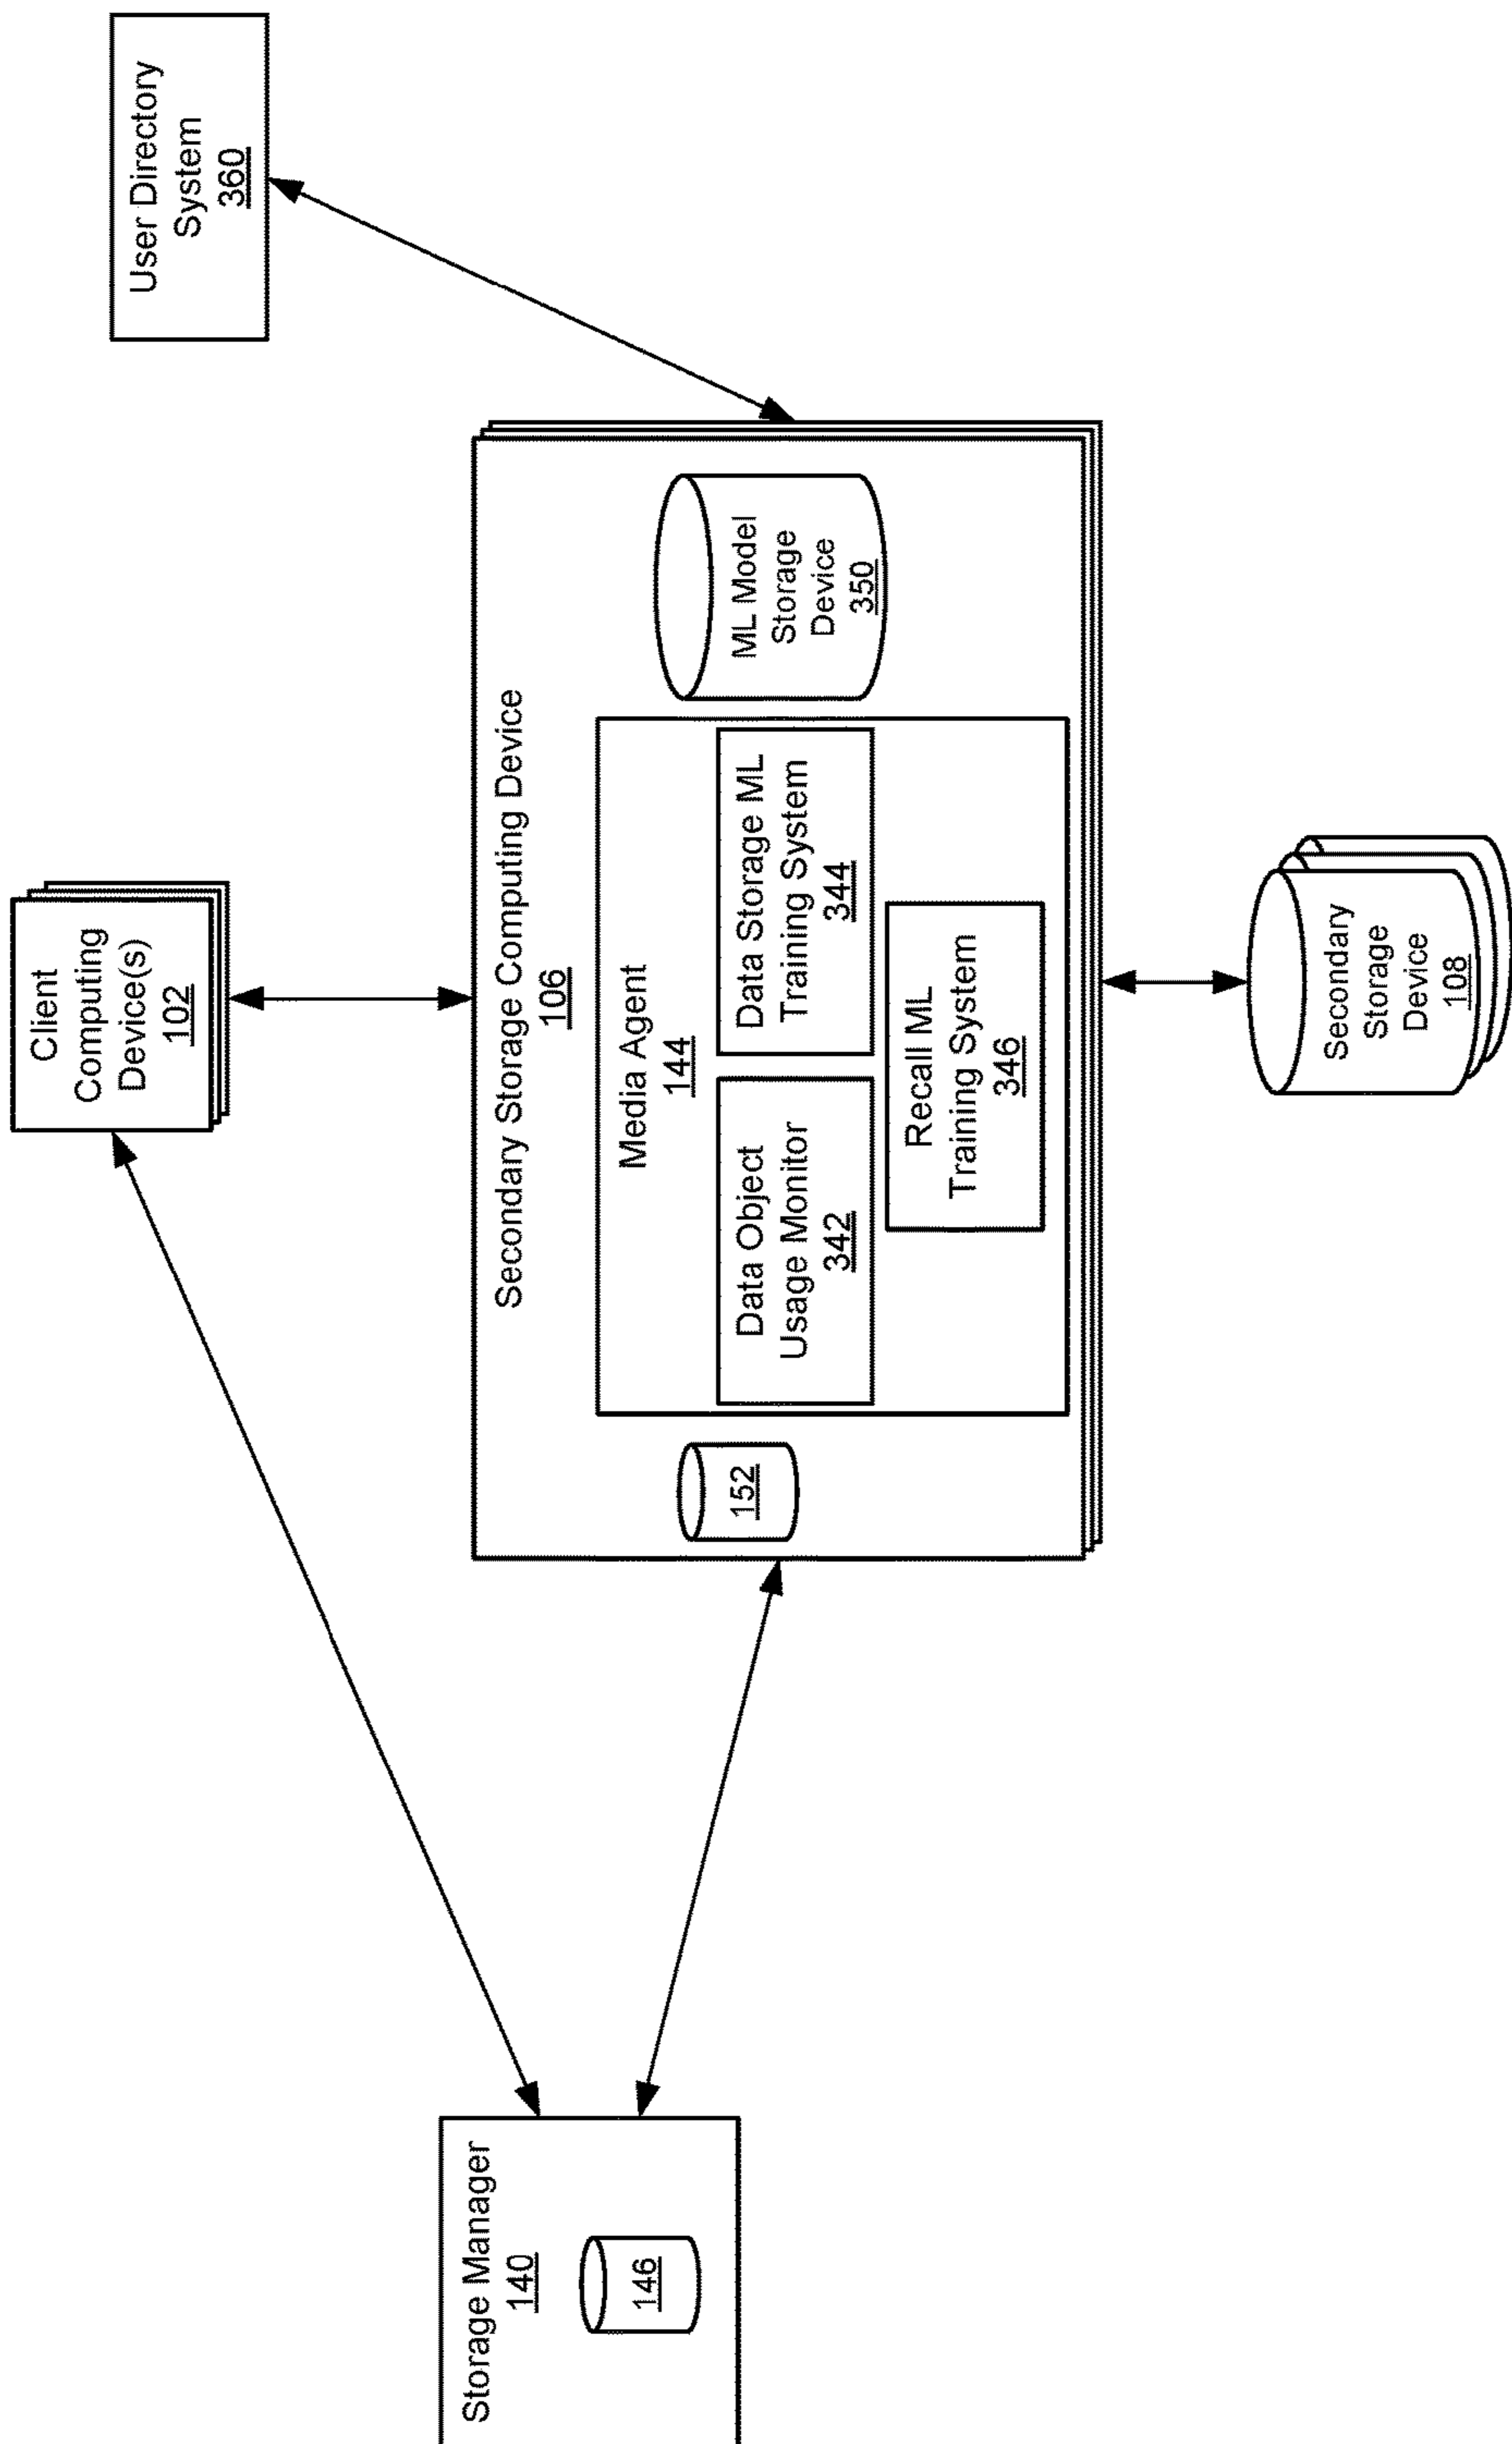 Client
Computing
Device(s)
102
User Directory
System
360
Storage Manager
140
146
Secondary Storage Computing Device
106
152
Media Agent
144
Data Object
Usage Monitor
342
Data Storage ML
Training System
344
Recall ML
Training System
346
ML Model
Storage
Device
350
Secondary
Storage
Device
108